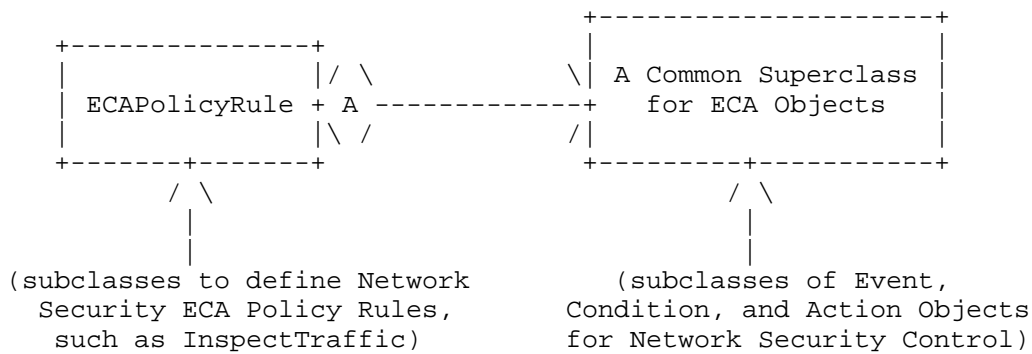 ECAPolicyRule
A
A Common Superclass
for ECA Objects
(subclasses to define Network
Security ECA Policy Rules,
such as InspectTraffic)
(subclasses of Event,
Condition, and Action Objects
for Network Security Control)